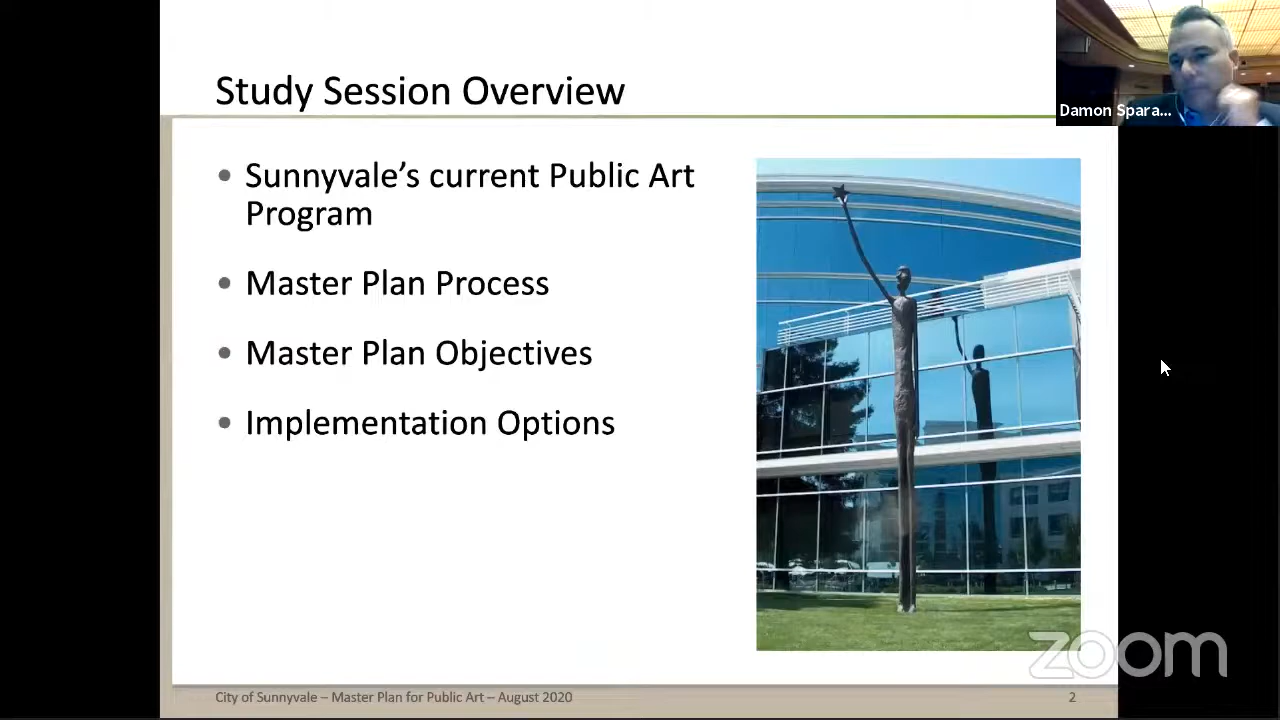 Study Session Overview
Damon Spara...
• Sunnyvale’s current Public Art
Program
• Master Plan Process
• Master Plan Objectives
• Implementation Options
zoom
City of Sunnyvale – Master Plan for Public Art – August 2020
2